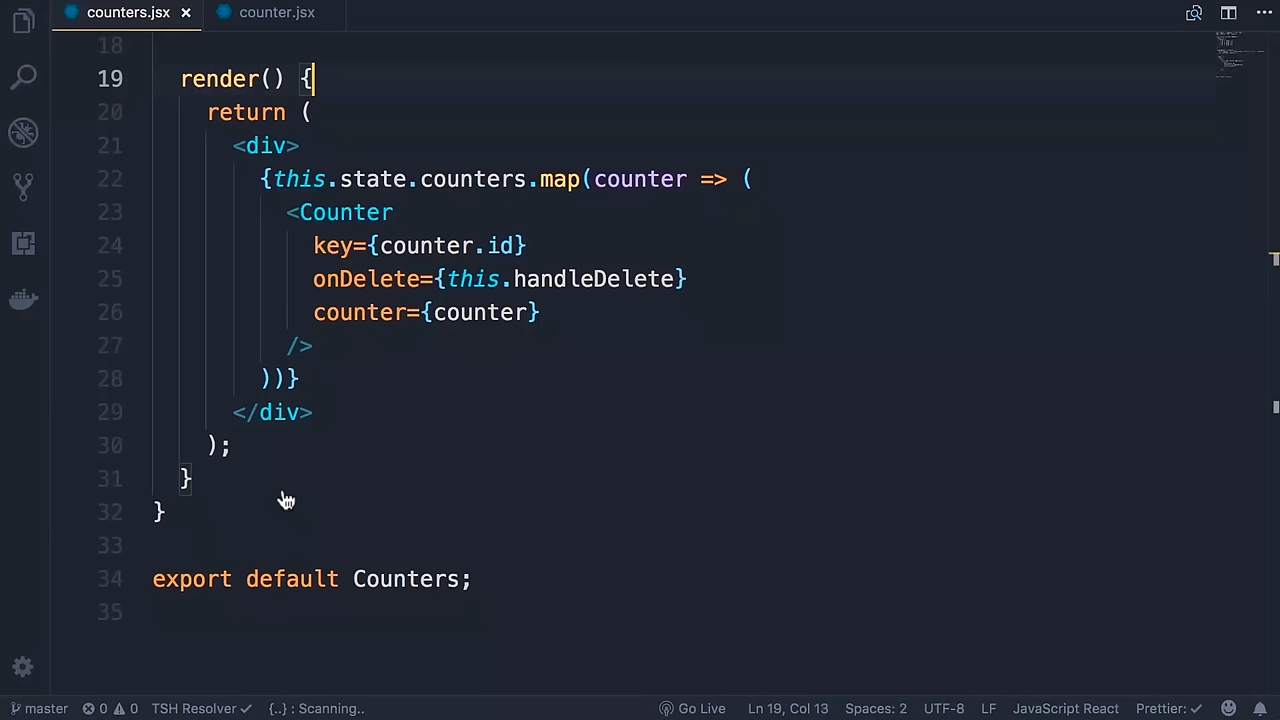 counters.jsx
counter.jsx
18
19 render() {
20 return (
21 <div>
22 {this.state.counters.map(counter => (
23 <Counter
24 key={counter.id}
25 onDelete={this.handleDelete}
26 counter={counter}
27 />
28 ))}
29 </div>
30 );
31 }
32 }
33
34 export default Counters;
35
master 0 0 TSH Resolver {..} : Scanning.. Go Live Ln 19, Col 13 Spaces: 2 UTF-8 LF JavaScript React Prettier: